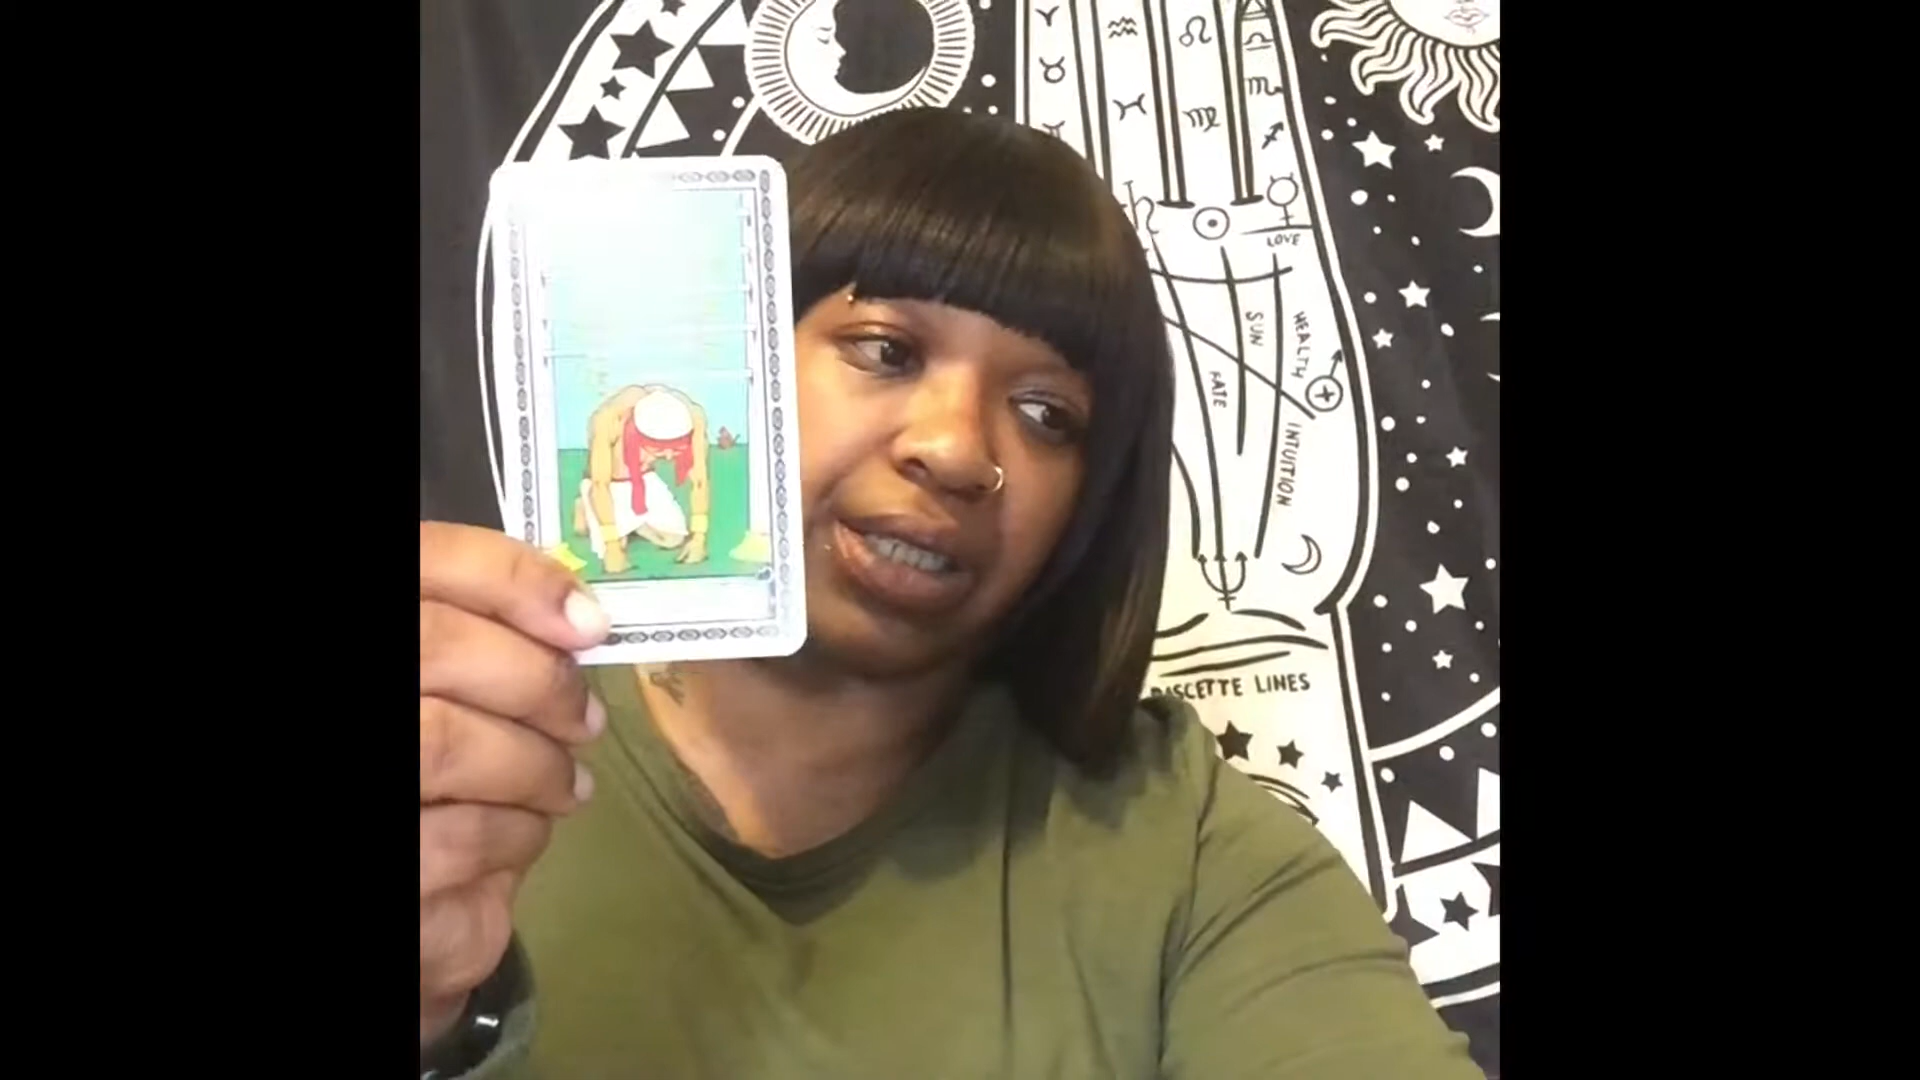 LOVE
SUN
HEALTH
FATE
INTUITION
RASCETTE LINES